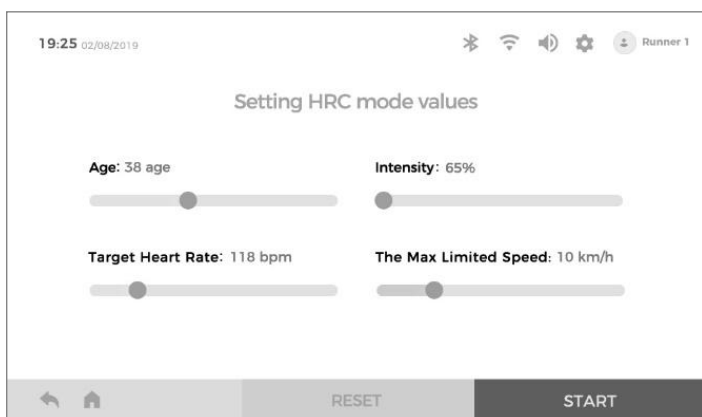 19:25 02/08/2019
Runner 1
Setting HRC mode values
Age: 38 age
Intensity: 65%
Target Heart Rate: 118 bpm
The Max Limited Speed: 10 km/h
RESET
START